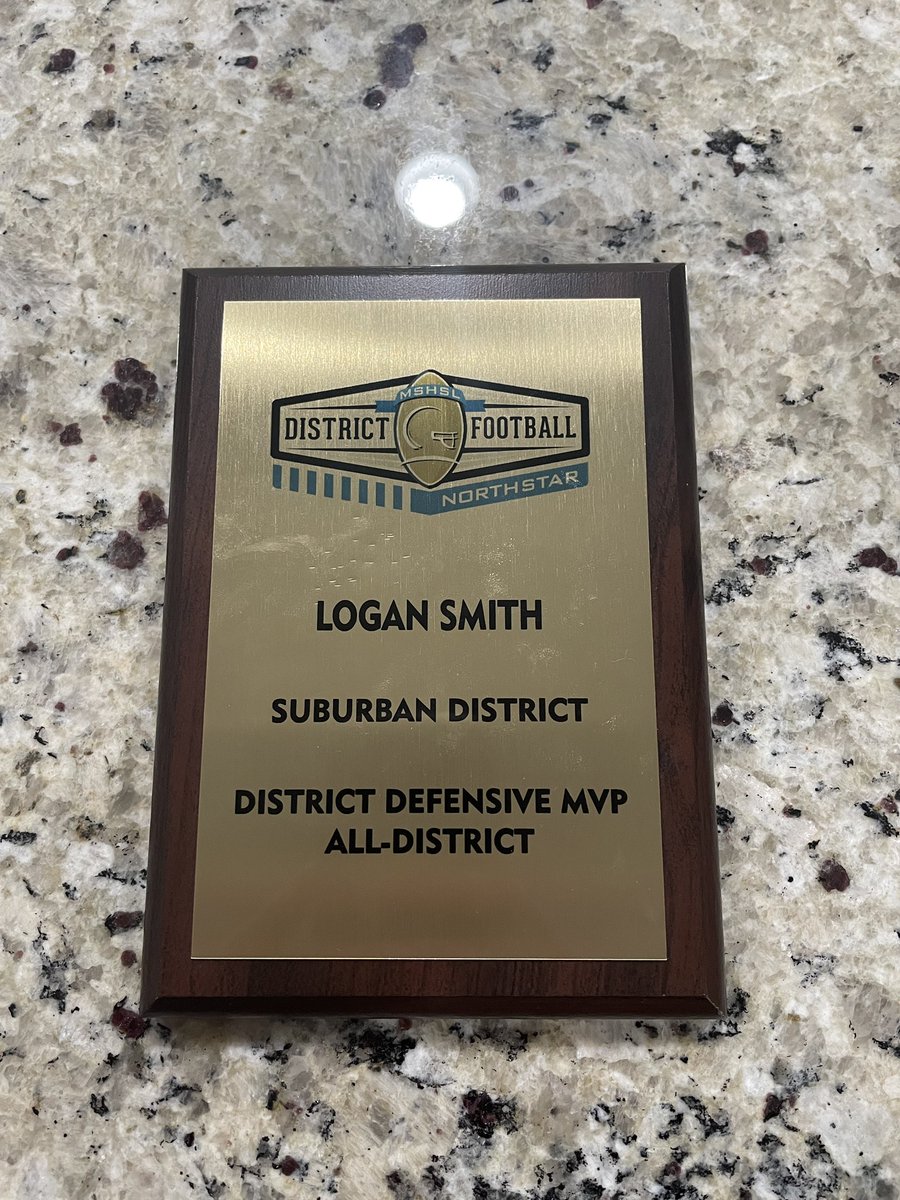 MSHSL
DISTRICT FOOTBALL
NORTHSTAR
LOGAN SMITH
SUBURBAN DISTRICT
DISTRICT DEFENSIVE MVP
ALL-DISTRICT